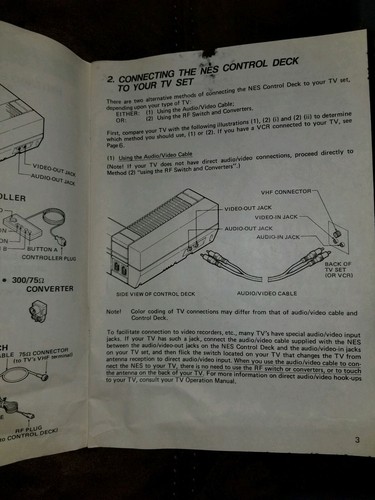 VIDEO-OUT JACK
AUDIO-OUT JACK
ROLLER
BUTTON A
CONTROLLER PLUG
• 300/75Ω
CONVERTER
75Ω CONNECTOR
(to TV's VHF terminal)
RF PLUG
(to CONTROL DECK)
2. CONNECTING THE NES CONTROL DECK
TO YOUR TV SET
There are two alternative methods of connecting the NES Control Deck to your TV set,
depending upon your type of TV:
EITHER: (1) Using the Audio/Video Cable;
OR: (2) Using the RF Switch and Converters.
First, compare your TV with the following illustrations (1), (2) (i) and (2) (ii) to determine
which method you should use, (1) or (2). If you have a VCR connected to your TV, see
Page 6.
(1) Using the Audio/Video Cable
(Note! If your TV does not have direct audio/video connections, proceed directly to
Method (2) "using the RF Switch and Converters".)
VHF CONNECTOR
VIDEO-OUT JACK
VIDEO-IN JACK
AUDIO-OUT JACK
AUDIO-IN JACK
BACK OF
TV SET
(OR VCR)
SIDE VIEW OF CONTROL DECK
AUDIO/VIDEO CABLE
Note! Color coding of TV connections may differ from that of audio/video cable and
Control Deck.
To facilitate connection to video recorders, etc., many TV's have special audio/video input
jacks. If your TV has such a jack, connect the audio/video cable supplied with the NES
between the audio/video-out jacks on the NES Control Deck and the audio/video-in jacks
on your TV set, and then flick the switch located on your TV that changes the TV from
antenna reception to direct audio/video input. When you use the audio/video cable to con-
nect the NES to your TV, there is no need to use the RF switch or converters, or to touch
the antenna on the back of your TV. For more information on direct audio/video hook-ups
to your TV, consult your TV Operation Manual.
3